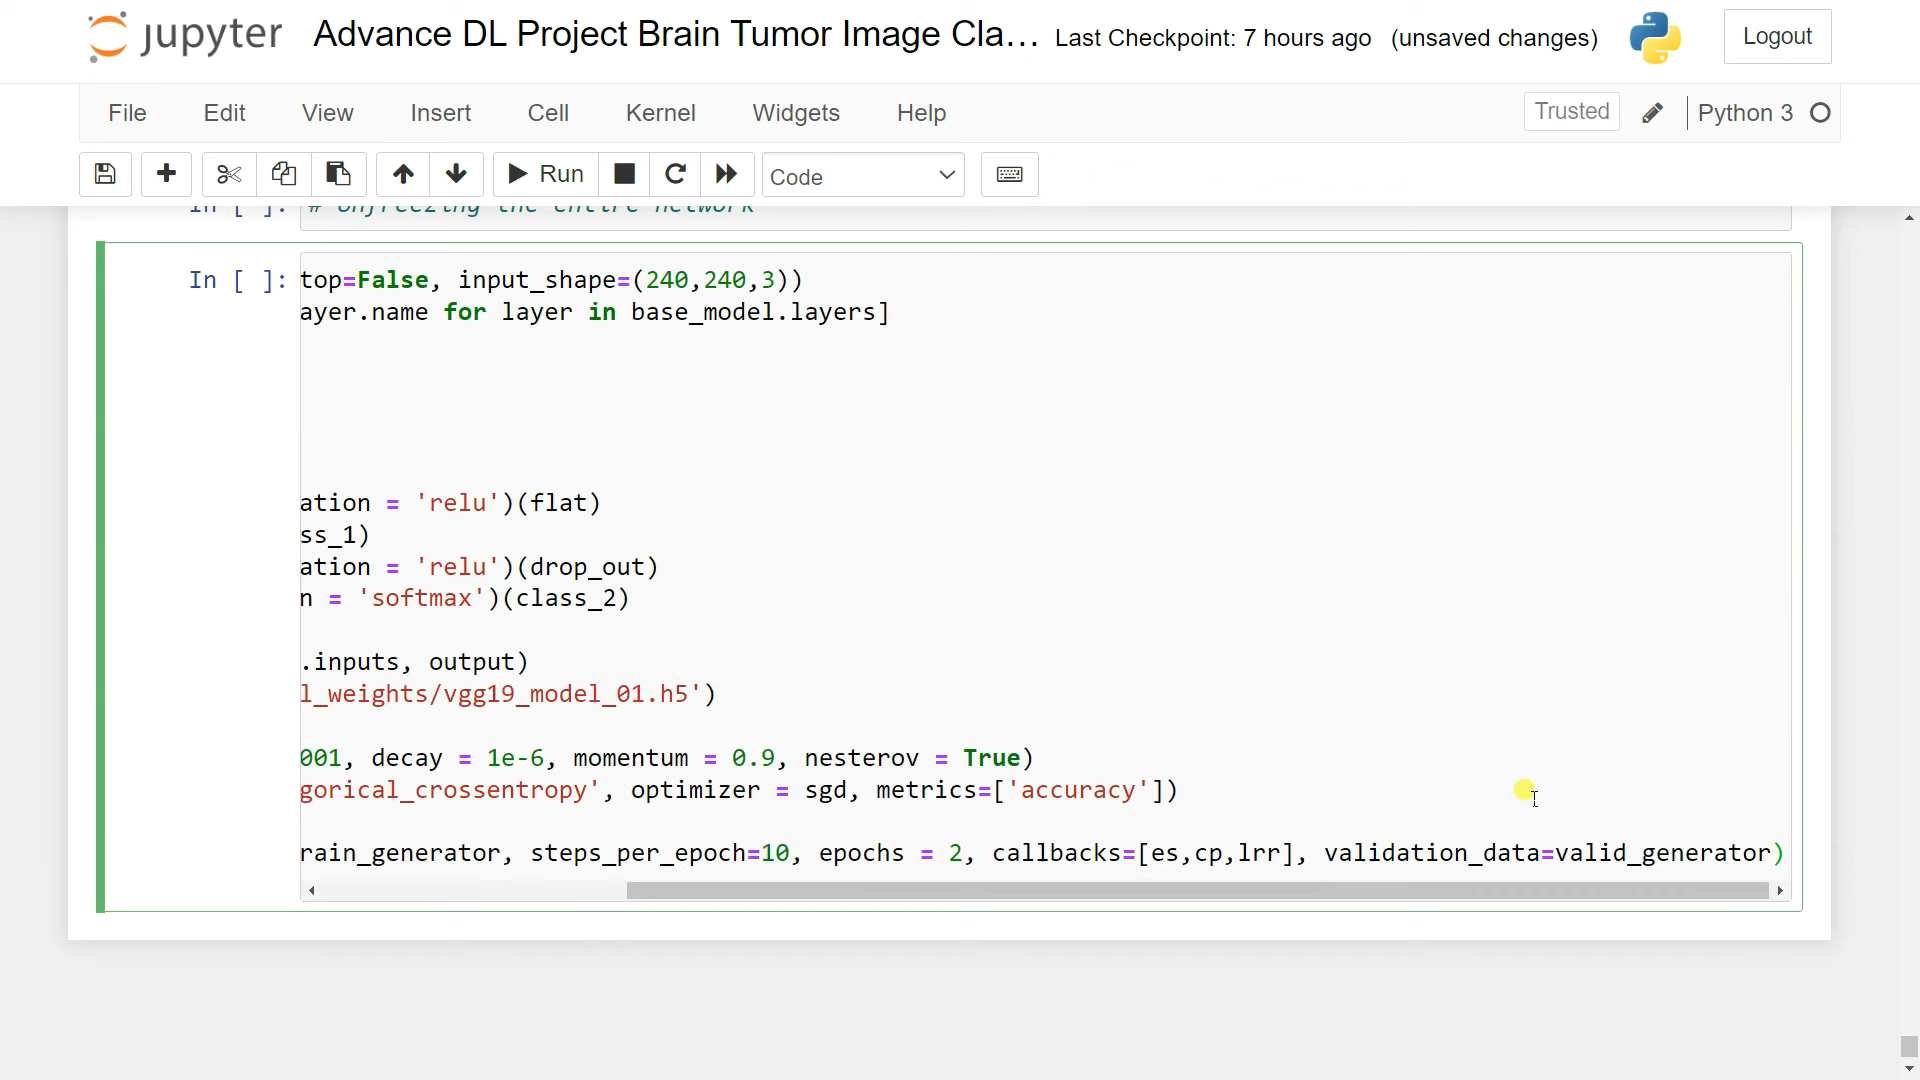 jupyter Advance DL Project Brain Tumor Image Cla... Last Checkpoint: 7 hours ago (unsaved changes) Logout
File Edit View Insert Cell Kernel Widgets Help Trusted Python 3
Run Code
In [ ]: # Unfreezing the entire network
In [ ]: top=False, input_shape=(240,240,3))
ayer.name for layer in base_model.layers]
ation = 'relu')(flat)
ss_1)
ation = 'relu')(drop_out)
n = 'softmax')(class_2)
.inputs, output)
l_weights/vgg19_model_01.h5')
001, decay = 1e-6, momentum = 0.9, nesterov = True)
gorical_crossentropy', optimizer = sgd, metrics=['accuracy'])
rain_generator, steps_per_epoch=10, epochs = 2, callbacks=[es,cp,lrr], validation_data=valid_generator)